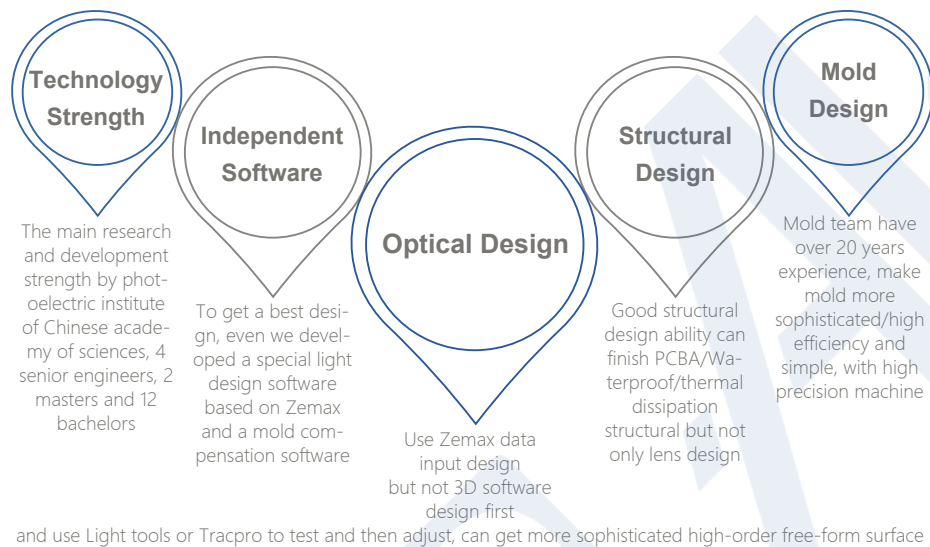 Technology
Strength
The main research
and development
strength by phot-
oelectric institute
of Chinese acade-
my of sciences, 4
senior engineers, 2
masters and 12
bachelors
Independent
Software
To get a best desi-
gn, even we devel-
oped a special light
design software
based on Zemax
and a mold com-
pensation software
Optical Design
Use Zemax data
input design
but not 3D software
design first
and use Light tools or Tracpro to test and then adjust, can get more sophisticated high-order free-form surface
Structural
Design
Good structural
design ability can
finish PCBA/Wa-
terproof/thermal
dissipation
structural but not
only lens design
Mold
Design
Mold team have
over 20 years
experience, make
mold more
sophisticated/high
efficiency and
simple, with high
precision machine